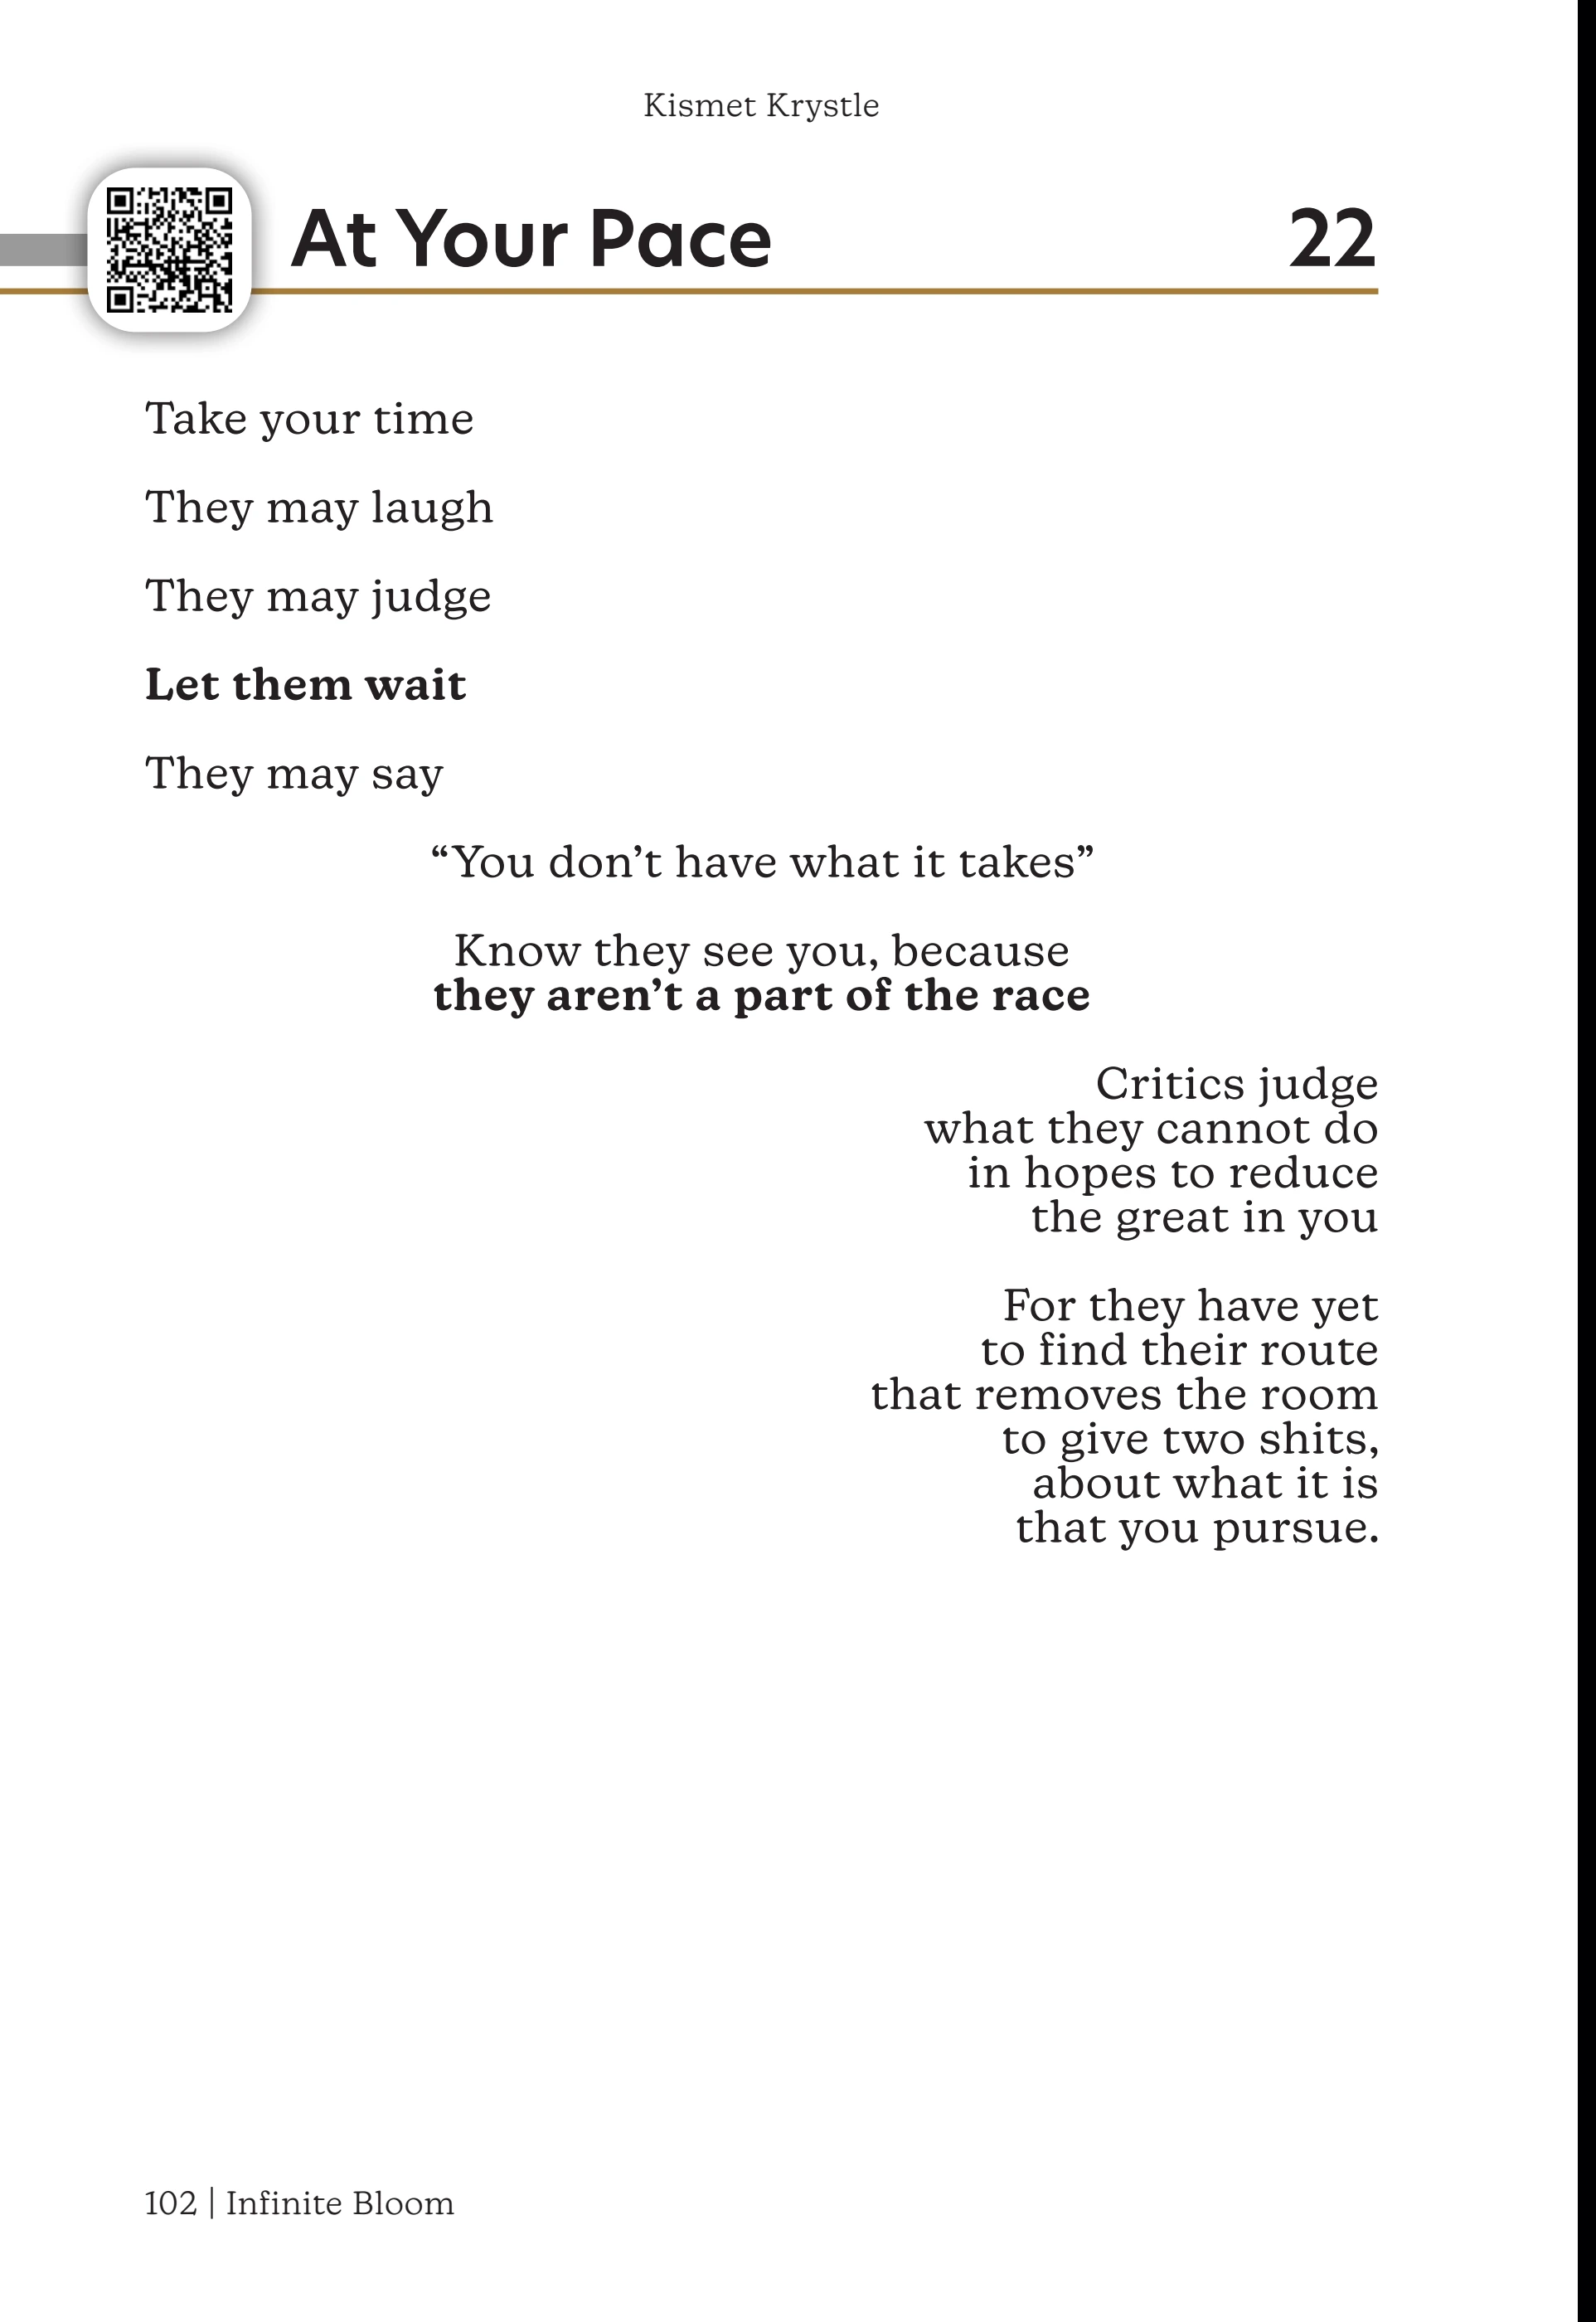 Kismet Krystle
At Your Pace 22
Take your time
They may laugh
They may judge
Let them wait
They may say
“You don’t have what it takes”
Know they see you, because
they aren’t a part of the race
Critics judge
what they cannot do
in hopes to reduce
the great in you
For they have yet
to find their route
that removes the room
to give two shits,
about what it is
that you pursue.
102 | Infinite Bloom